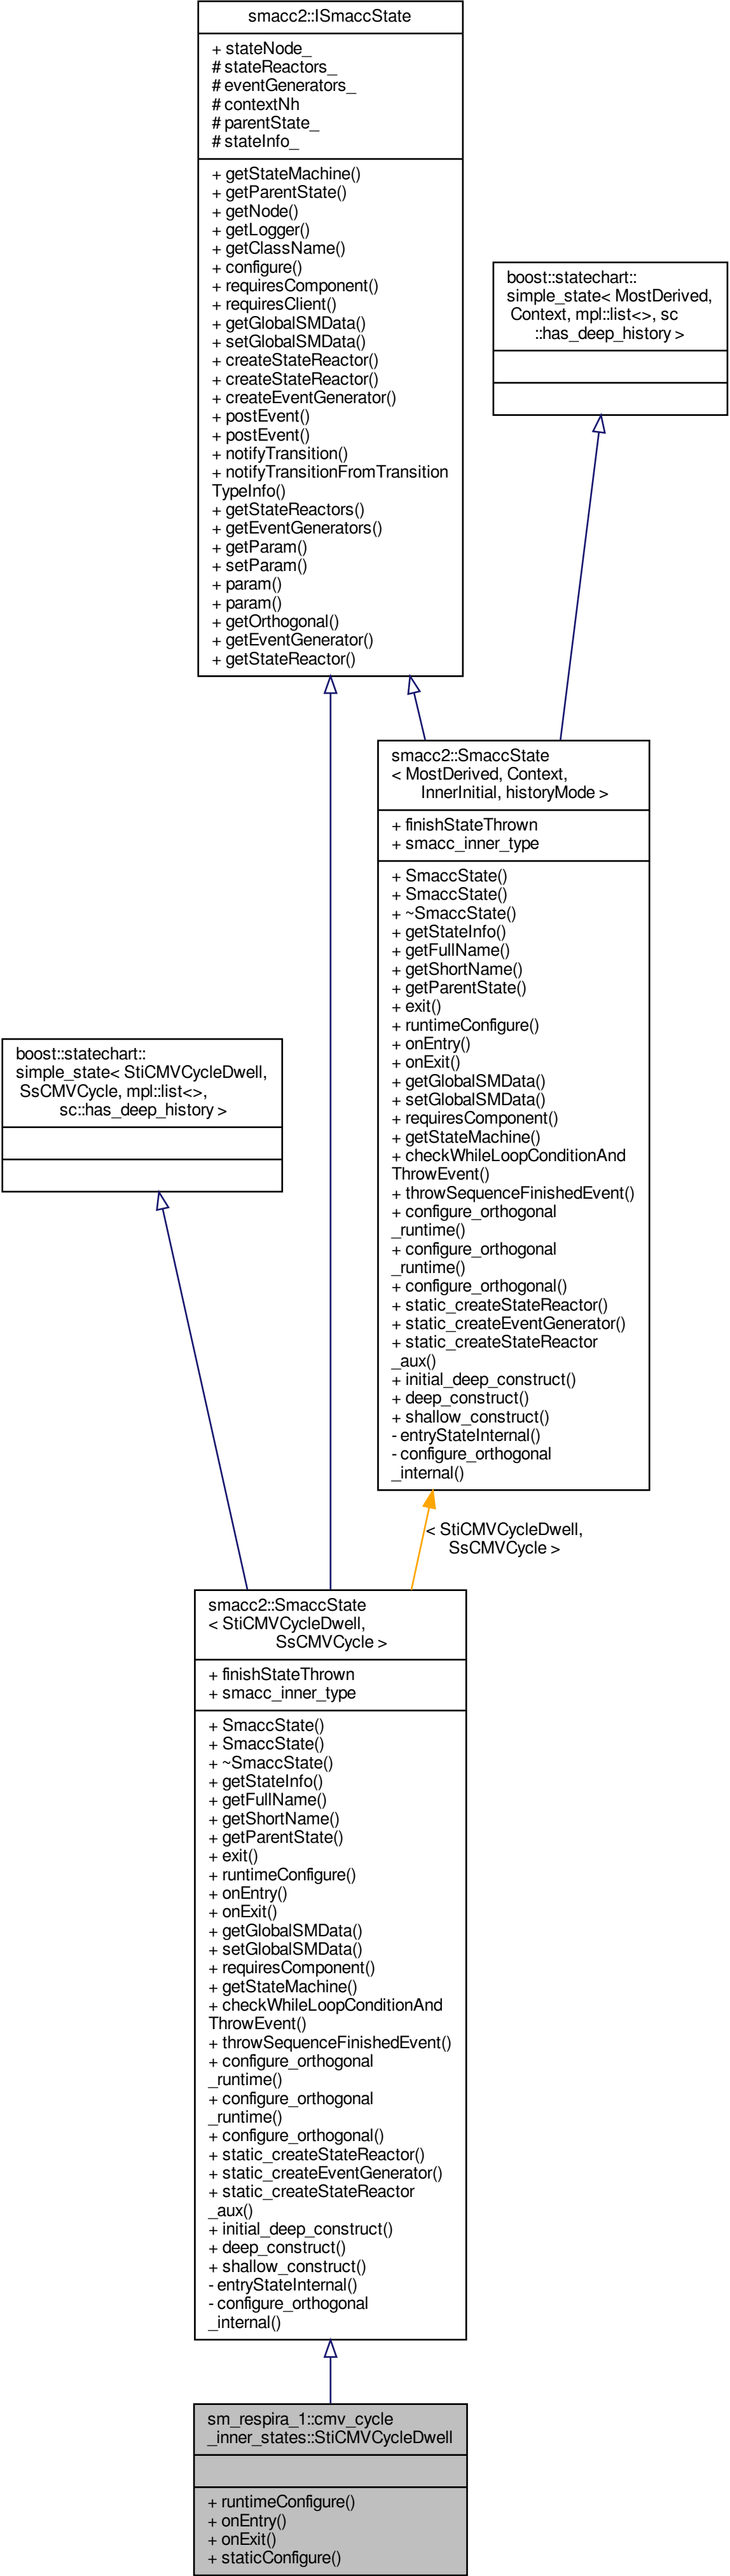 smacc2::ISmaccState
+ stateNode_
# stateReactors_
# eventGenerators_
# contextNh
# parentState_
# stateInfo_
+ getStateMachine()
+ getParentState()
+ getNode()
+ getLogger()
+ getClassName()
+ configure()
+ requiresComponent()
+ requiresClient()
+ getGlobalSMData()
+ setGlobalSMData()
+ createStateReactor()
+ createStateReactor()
+ createEventGenerator()
+ postEvent()
+ postEvent()
+ notifyTransition()
+ notifyTransitionFromTransition
TypeInfo()
+ getStateReactors()
+ getEventGenerators()
+ getParam()
+ setParam()
+ param()
+ param()
+ getOrthogonal()
+ getEventGenerator()
+ getStateReactor()
boost::statechart::
simple_state< MostDerived,
Context, mpl::list<>, sc
::has_deep_history >
smacc2::SmaccState
< MostDerived, Context,
InnerInitial, historyMode >
+ finishStateThrown
+ smacc_inner_type
+ SmaccState()
+ SmaccState()
+ ~SmaccState()
+ getStateInfo()
+ getFullName()
+ getShortName()
+ getParentState()
+ exit()
+ runtimeConfigure()
+ onEntry()
+ onExit()
+ getGlobalSMData()
+ setGlobalSMData()
+ requiresComponent()
+ getStateMachine()
+ checkWhileLoopConditionAnd
ThrowEvent()
+ throwSequenceFinishedEvent()
+ configure_orthogonal
_runtime()
+ configure_orthogonal
_runtime()
+ configure_orthogonal()
+ static_createStateReactor()
+ static_createEventGenerator()
+ static_createStateReactor
_aux()
+ initial_deep_construct()
+ deep_construct()
+ shallow_construct()
- entryStateInternal()
- configure_orthogonal
_internal()
boost::statechart::
simple_state< StiCMVCycleDwell,
SsCMVCycle, mpl::list<>,
sc::has_deep_history >
< StiCMVCycleDwell,
SsCMVCycle >
smacc2::SmaccState
< StiCMVCycleDwell,
SsCMVCycle >
+ finishStateThrown
+ smacc_inner_type
+ SmaccState()
+ SmaccState()
+ ~SmaccState()
+ getStateInfo()
+ getFullName()
+ getShortName()
+ getParentState()
+ exit()
+ runtimeConfigure()
+ onEntry()
+ onExit()
+ getGlobalSMData()
+ setGlobalSMData()
+ requiresComponent()
+ getStateMachine()
+ checkWhileLoopConditionAnd
ThrowEvent()
+ throwSequenceFinishedEvent()
+ configure_orthogonal
_runtime()
+ configure_orthogonal
_runtime()
+ configure_orthogonal()
+ static_createStateReactor()
+ static_createEventGenerator()
+ static_createStateReactor
_aux()
+ initial_deep_construct()
+ deep_construct()
+ shallow_construct()
- entryStateInternal()
- configure_orthogonal
_internal()
sm_respira_1::cmv_cycle
_inner_states::StiCMVCycleDwell
+ runtimeConfigure()
+ onEntry()
+ onExit()
+ staticConfigure()